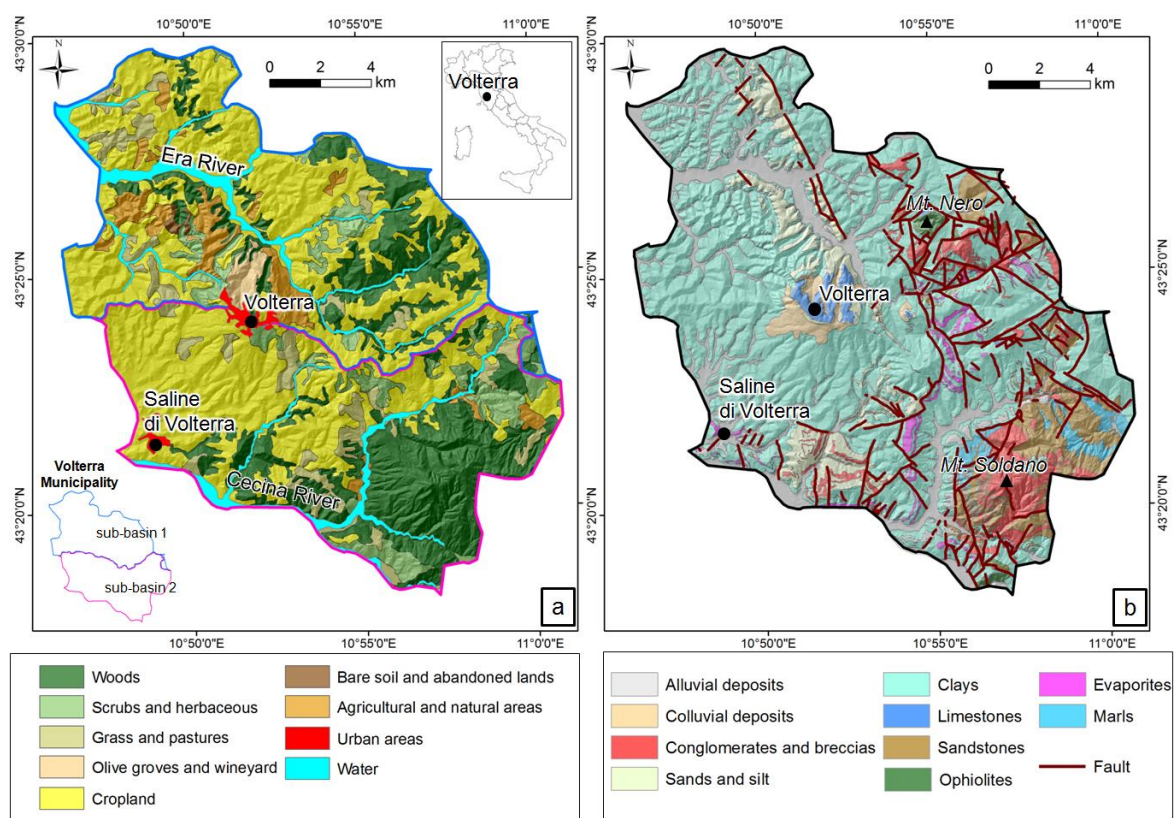 10°50'0"E 10°55'0"E 11°0'0"E
43°30'0"N
43°25'0"N
43°20'0"N
N
0 2 4
km
Volterra
Era River
Volterra
Saline
di Volterra
Cecina River
Volterra
Municipality
sub-basin 1
sub-basin 2
a
10°50'0"E 10°55'0"E 11°0'0"E
Woods
Scrubs and herbaceous
Grass and pastures
Olive groves and wineyard
Cropland
Bare soil and abandoned lands
Agricultural and natural areas
Urban areas
Water
10°50'0"E 10°55'0"E 11°0'0"E
N
0 2 4
km
Mt. Nero
Volterra
Saline
di Volterra
Mt. Soldano
43°30'0"N
43°25'0"N
43°20'0"N
b
10°50'0"E 10°55'0"E 11°0'0"E
Alluvial deposits
Colluvial deposits
Conglomerates and breccias
Sands and silt
Clays
Limestones
Sandstones
Ophiolites
Evaporites
Marls
Fault